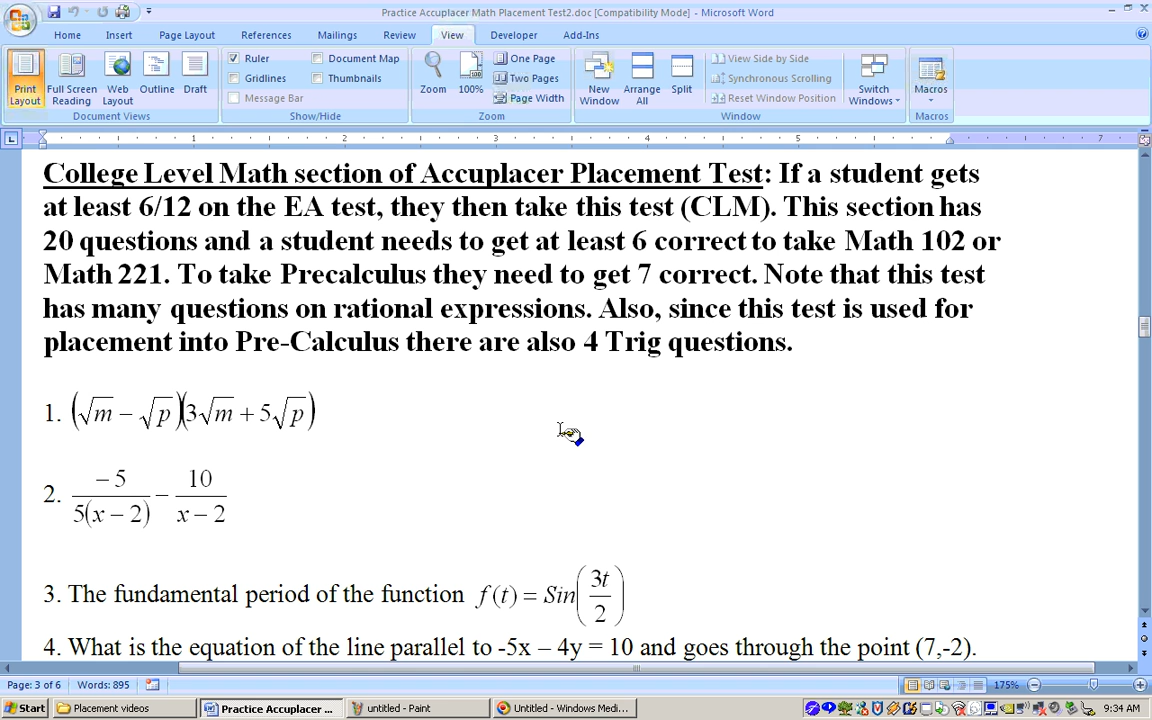 Practice Accuplacer Math Placement Test2.doc [Compatibility Mode] - Microsoft Word
Home Insert Page Layout References Mailings Review View Developer Add-Ins
Print Layout Full Screen Reading Web Layout Outline Draft
Document Views
Ruler Document Map
Gridlines Thumbnails
Message Bar
Show/Hide
Zoom 100% One Page
Two Pages
Page Width
Zoom
New Window Arrange All Split
View Side by Side
Synchronous Scrolling
Reset Window Position
Switch Windows
Window
Macros
Macros
1 2 3 4 5 7
College Level Math section of Accuplacer Placement Test: If a student gets
at least 6/12 on the EA test, they then take this test (CLM). This section has
20 questions and a student needs to get at least 6 correct to take Math 102 or
Math 221. To take Precalculus they need to get 7 correct. Note that this test
has many questions on rational expressions. Also, since this test is used for
placement into Pre-Calculus there are also 4 Trig questions.
1. (√m − √p)(3√m + 5√p)
2. −5/5(x − 2) − 10/x − 2
3. The fundamental period of the function f(t) = Sin(3t/2)
4. What is the equation of the line parallel to -5x – 4y = 10 and goes through the point (7,-2).
Page: 3 of 6 Words: 895 175%
Start Placement videos Practice Accuplacer ... untitled - Paint Untitled - Windows Medi... 9:34 AM